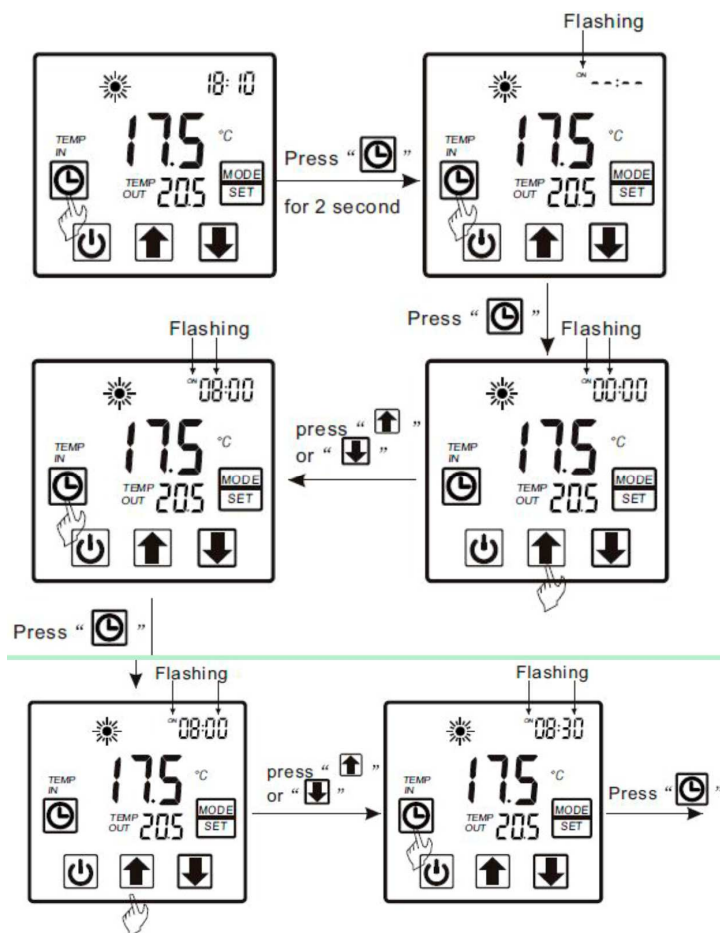 Flashing
18:10
ON --:--
TEMP
IN
17.5 °C
TEMP
OUT 20.5
MODE
SET
Press “ ”
for 2 second
TEMP
IN
17.5 °C
TEMP
OUT 20.5
MODE
SET
Press “ ”
Flashing
Flashing
ON 08:00
TEMP
IN
17.5 °C
TEMP
OUT 20.5
MODE
SET
press “ ”
or “ ”
ON 00:00
TEMP
IN
17.5 °C
TEMP
OUT 20.5
MODE
SET
Press “ ”
Flashing
Flashing
ON 08:00
TEMP
IN
17.5 °C
TEMP
OUT 20.5
MODE
SET
press “ ”
or “ ”
ON 08:30
TEMP
IN
17.5 °C
TEMP
OUT 20.5
MODE
SET
Press “ ”